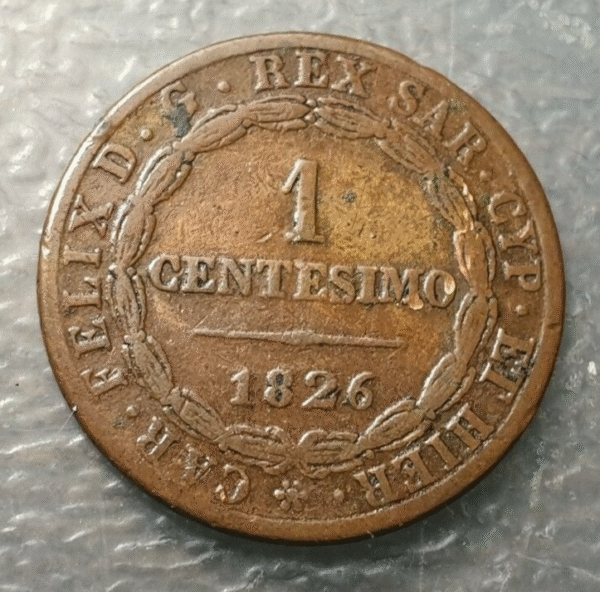 CAR · FELIX D · G · REX SAR · CYP · ET HIER ·
1
CENTESIMO
1826